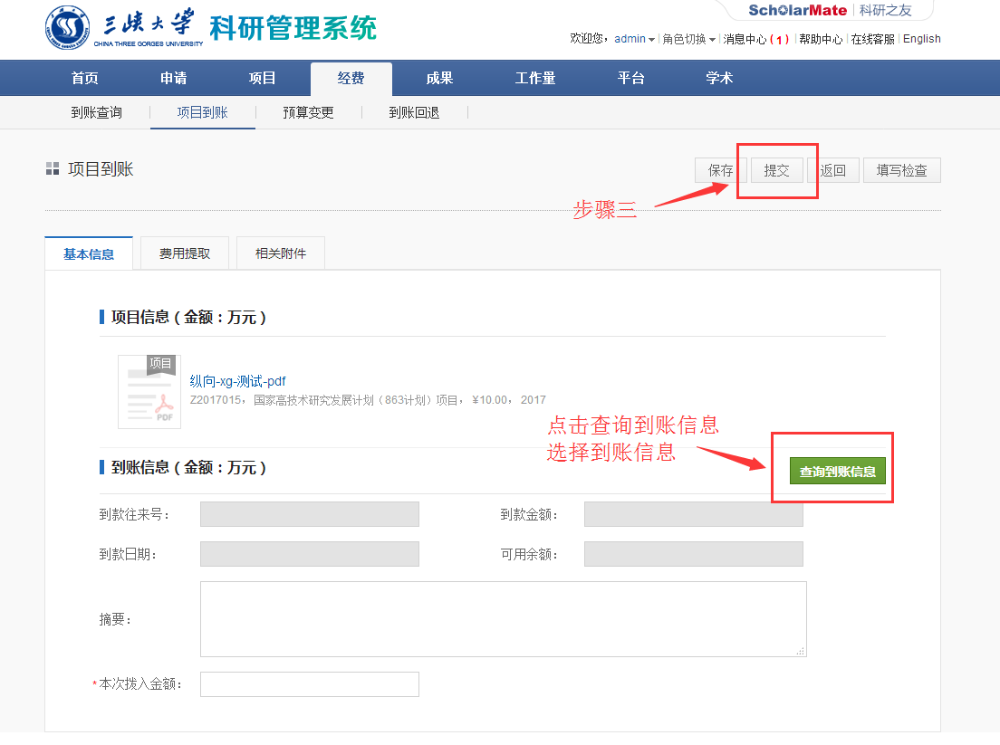 三峡大学
CHINA THREE GORGES UNIVERSITY
科研管理系统
ScholarMate | 科研之友
欢迎您，admin | 角色切换 | 消息中心 ( 1 ) | 帮助中心 | 在线客服 | English
首页 申请 项目 经费 成果 工作量 平台 学术
到账查询 项目到账 预算变更 到账回退
项目到账
保存 提交 返回 填写检查
步骤三
基本信息 费用提取 相关附件
项目信息 ( 金额：万元 )
项目
PDF
纵向-xg-测试-pdf
Z2017015，国家高技术研究发展计划（863计划）项目，¥10.00，2017
点击查询到账信息
选择到账信息
到账信息 ( 金额：万元 )
查询到账信息
到款往来号： 到款金额：
到款日期： 可用余额：
摘要：
*本次拨入金额：